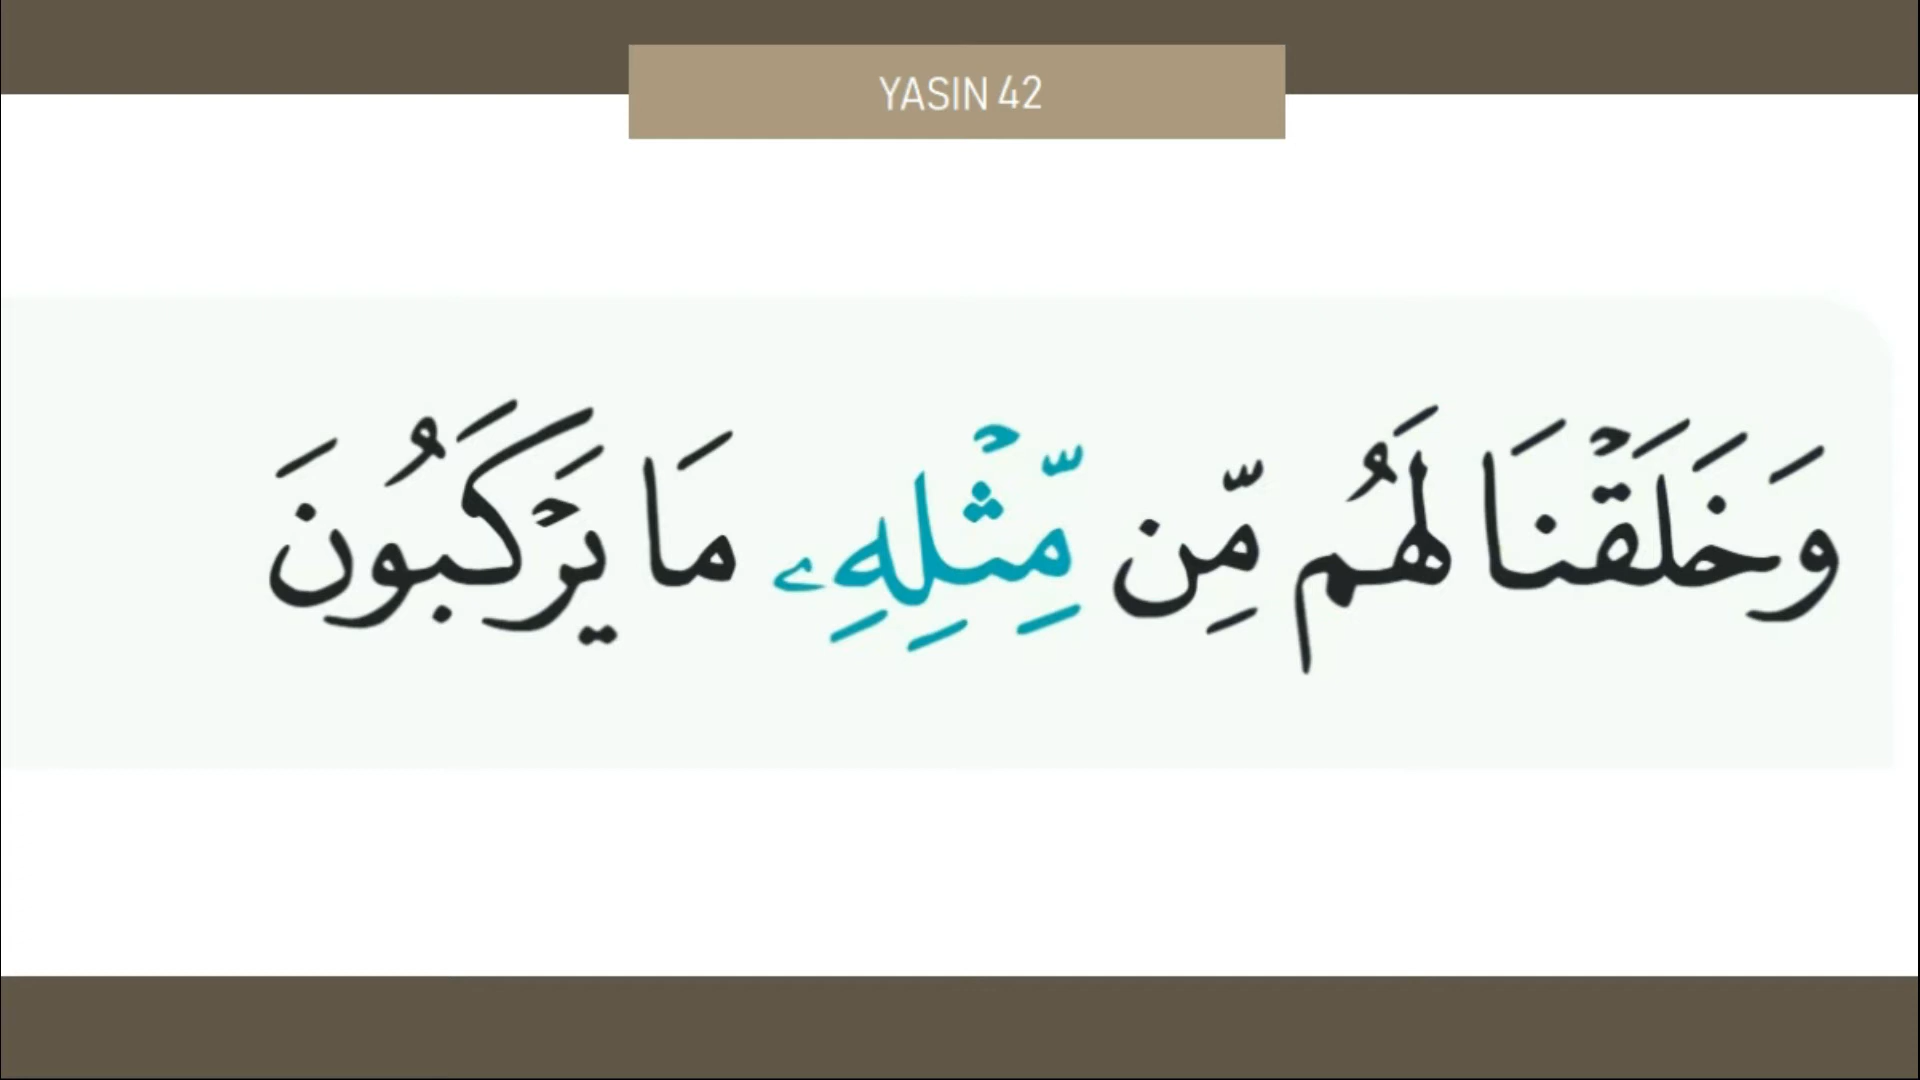 YASIN 42
وَخَلَقْنَا لَهُم مِّن مِّثْلِهِۦ مَا يَرْكَبُونَ